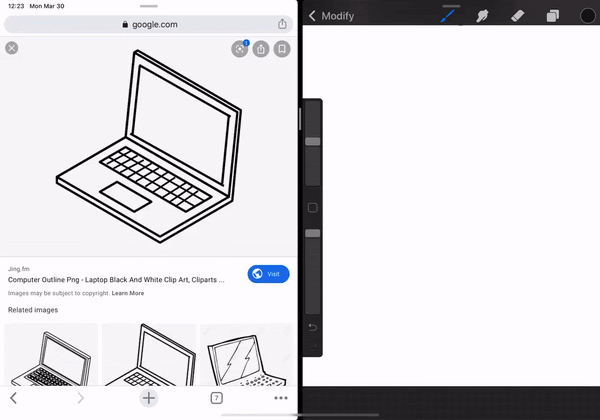 12:23 Mon Mar 30
google.com
Modify
1
Jing.fm
Computer Outline Png - Laptop Black And White Clip Art, Cliparts ...
Visit
Images may be subject to copyright. Learn More
Related images
7